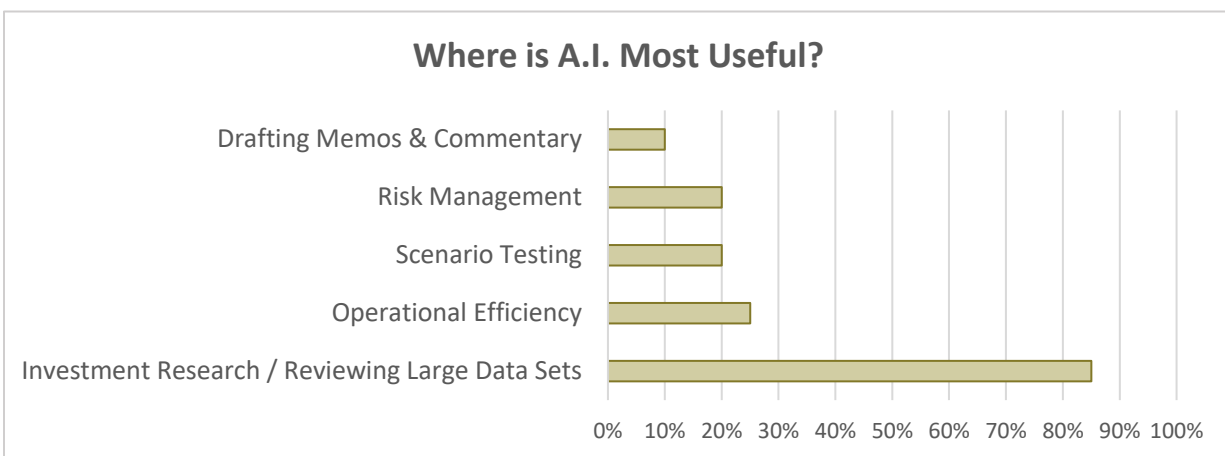 Where is A.I. Most Useful?
Drafting Memos & Commentary
Risk Management
Scenario Testing
Operational Efficiency
Investment Research / Reviewing Large Data Sets
0% 10% 20% 30% 40% 50% 60% 70% 80% 90% 100%